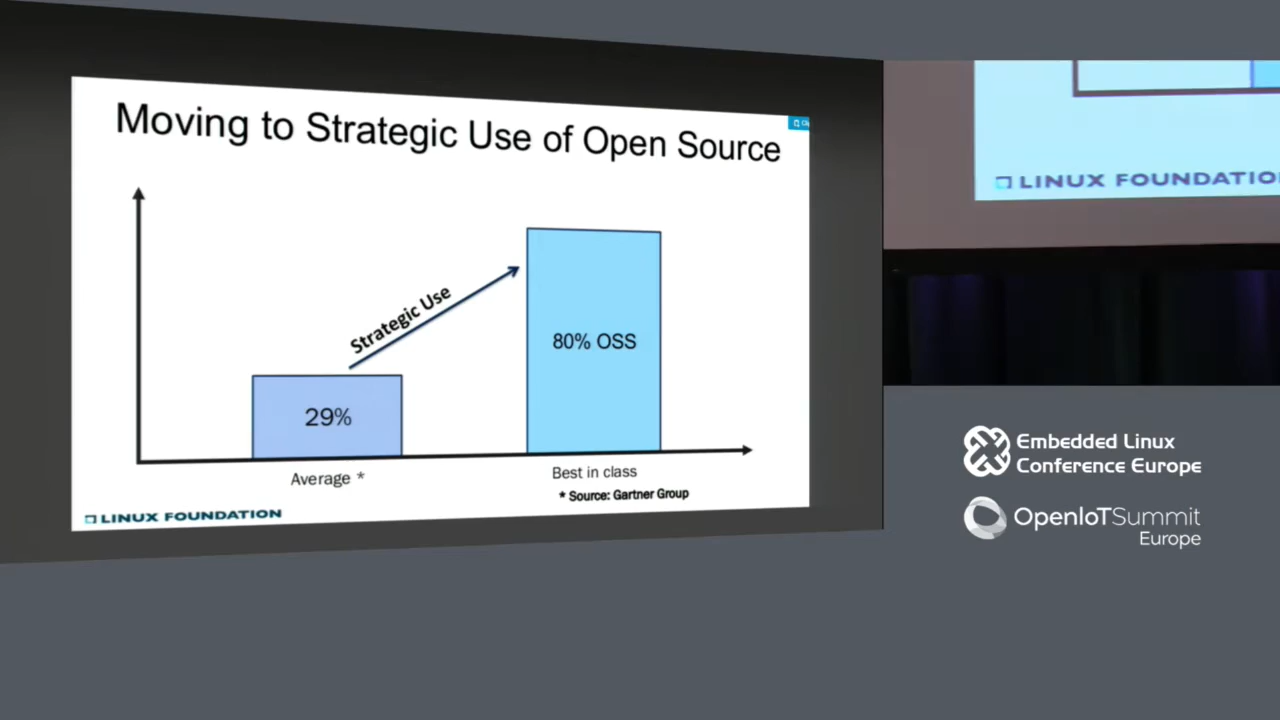 Moving to Strategic Use of Open Source
Strategic Use
80% OSS
29%
Average *
Best in class
* Source: Gartner Group
LINUX FOUNDATION
LINUX FOUNDATIO
Embedded Linux
Conference Europe
OpenIoTSummit
Europe